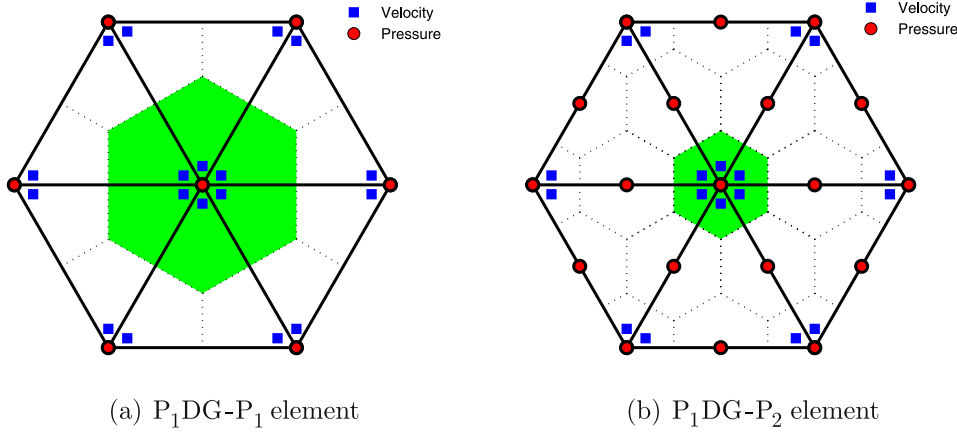 Velocity
Pressure
Velocity
Pressure
(a) P₁DG-P₁ element
(b) P₁DG-P₂ element